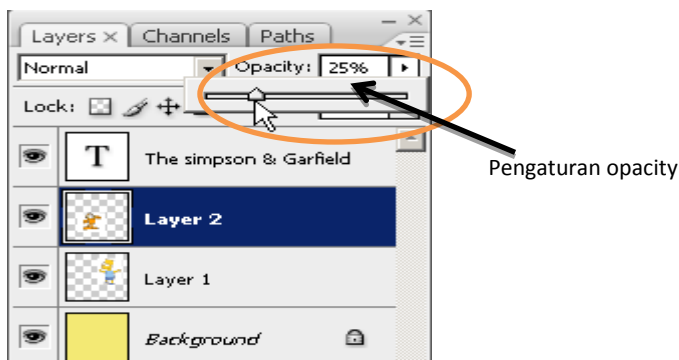 Layers × Channels Paths
Normal Opacity: 25%
Lock:
T The simpson & Garfield
Pengaturan opacity
Layer 2
Layer 1
Background